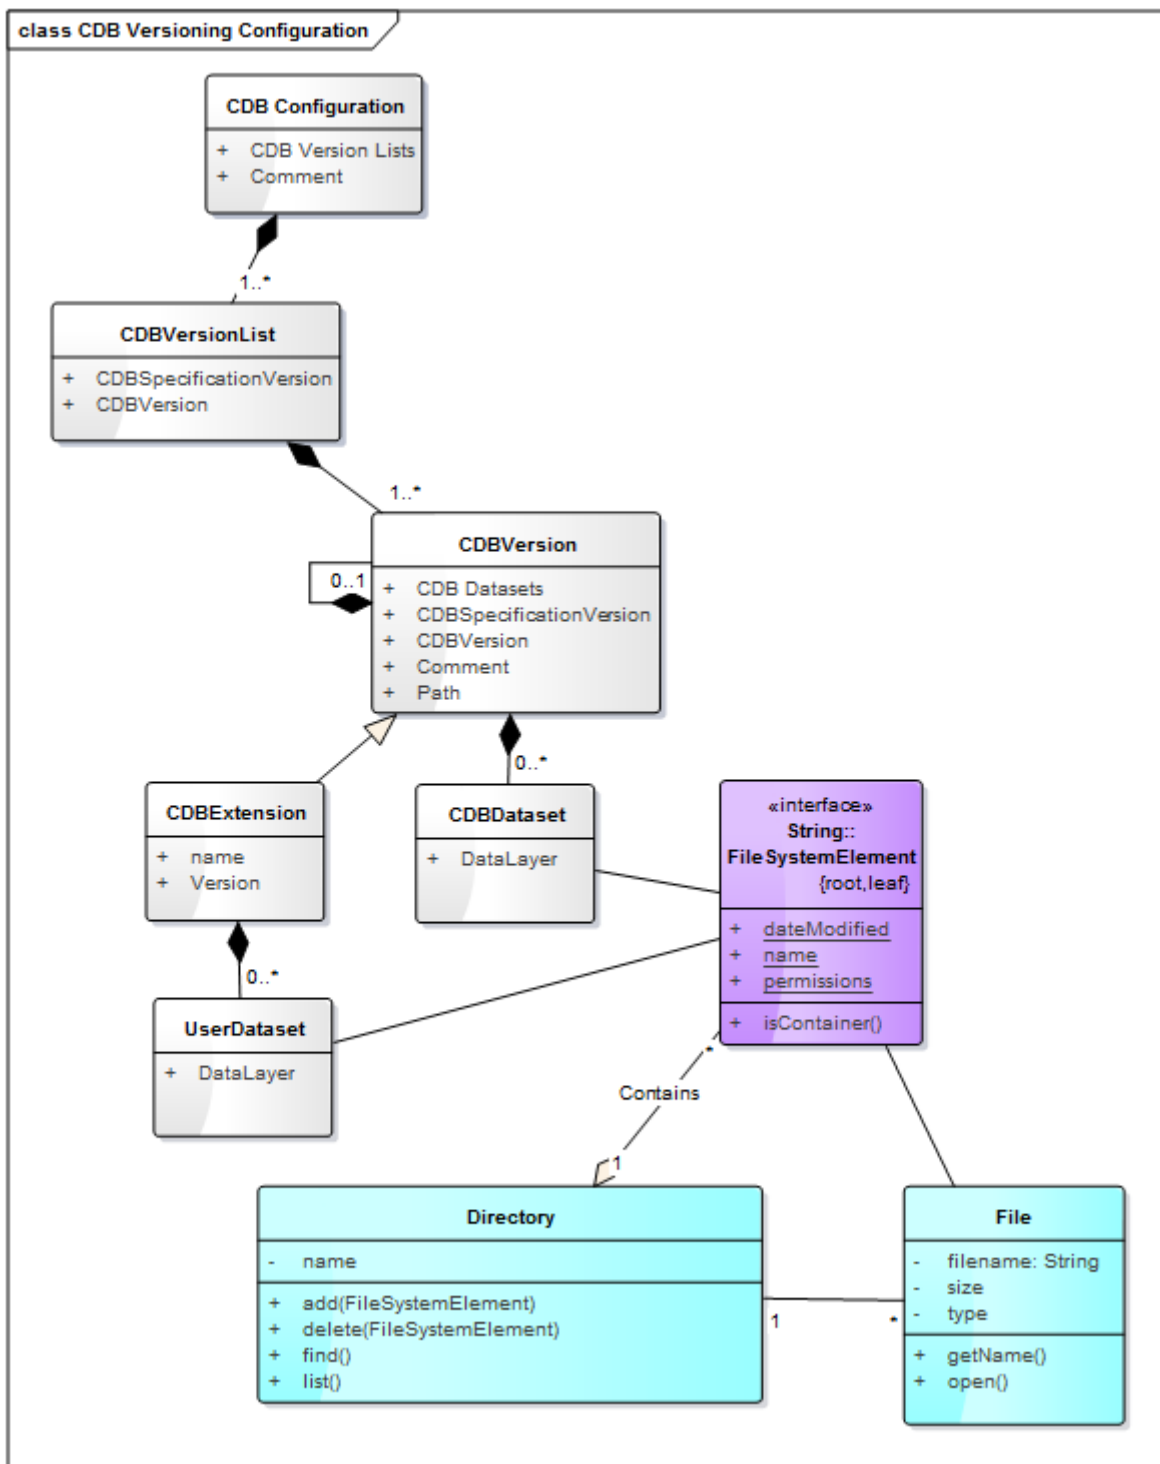 class CDB Versioning Configuration
CDB Configuration
+ CDB Version Lists
+ Comment
1..*
CDBVersionList
+ CDBSpecificationVersion
+ CDBVersion
1..*
CDBVersion
0..1
+ CDB Datasets
+ CDBSpecificationVersion
+ CDBVersion
+ Comment
+ Path
0..*
CDBExtension
+ name
+ Version
CDBDataset
+ DataLayer
«interface»
String::
FileSystemElement
{root,leaf}
+ dateModified
+ name
+ permissions
+ isContainer()
0..*
UserDataset
+ DataLayer
*
Contains
1
Directory
- name
+ add(FileSystemElement)
+ delete(FileSystemElement)
+ find()
+ list()
1
*
File
- filename: String
- size
- type
+ getName()
+ open()